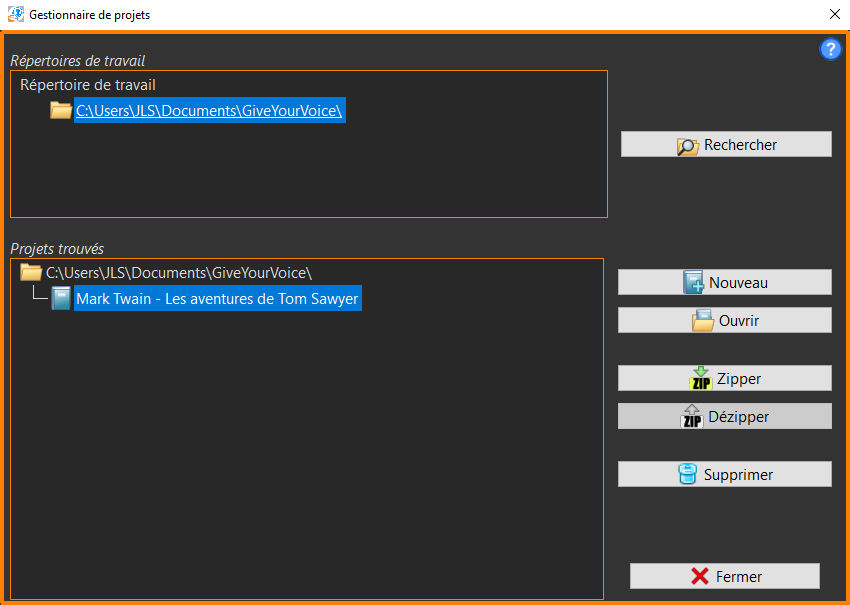 Gestionnaire de projets
?
Répertoires de travail
Répertoire de travail
C:\Users\JLS\Documents\GiveYourVoice\
Rechercher
Projets trouvés
C:\Users\JLS\Documents\GiveYourVoice\
Mark Twain - Les aventures de Tom Sawyer
Nouveau
Ouvrir
ZIP Zipper
ZIP Dézipper
Supprimer
Fermer